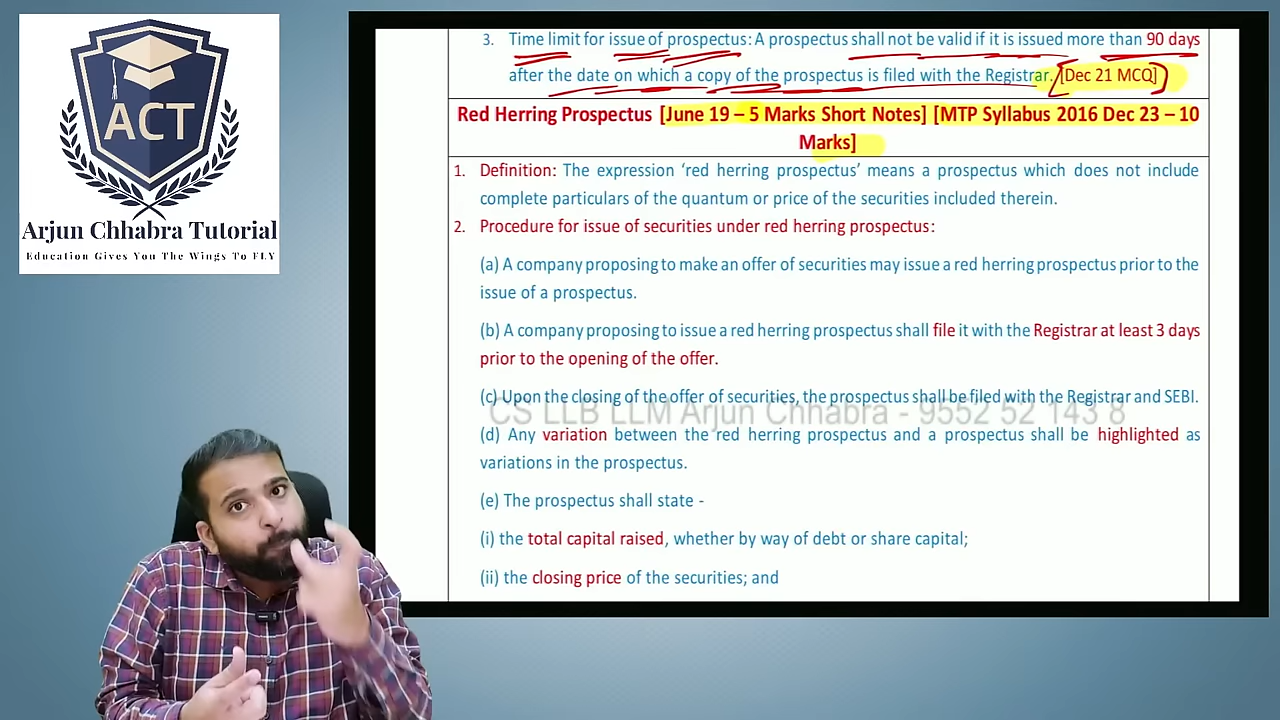 ACT
Arjun Chhabra Tutorial
Education Gives You The Wings To FLY
3. Time limit for issue of prospectus: A prospectus shall not be valid if it is issued more than 90 days
after the date on which a copy of the prospectus is filed with the Registrar. [Dec 21 MCQ]
Red Herring Prospectus [June 19 – 5 Marks Short Notes] [MTP Syllabus 2016 Dec 23 – 10
Marks]
1. Definition: The expression ‘red herring prospectus’ means a prospectus which does not include
complete particulars of the quantum or price of the securities included therein.
2. Procedure for issue of securities under red herring prospectus:
(a) A company proposing to make an offer of securities may issue a red herring prospectus prior to the
issue of a prospectus.
(b) A company proposing to issue a red herring prospectus shall file it with the Registrar at least 3 days
prior to the opening of the offer.
(c) Upon the closing of the offer of securities, the prospectus shall be filed with the Registrar and SEBI.
CS LLB LLM Arjun Chhabra - 9552 52 143 8
(d) Any variation between the red herring prospectus and a prospectus shall be highlighted as
variations in the prospectus.
(e) The prospectus shall state -
(i) the total capital raised, whether by way of debt or share capital;
(ii) the closing price of the securities; and